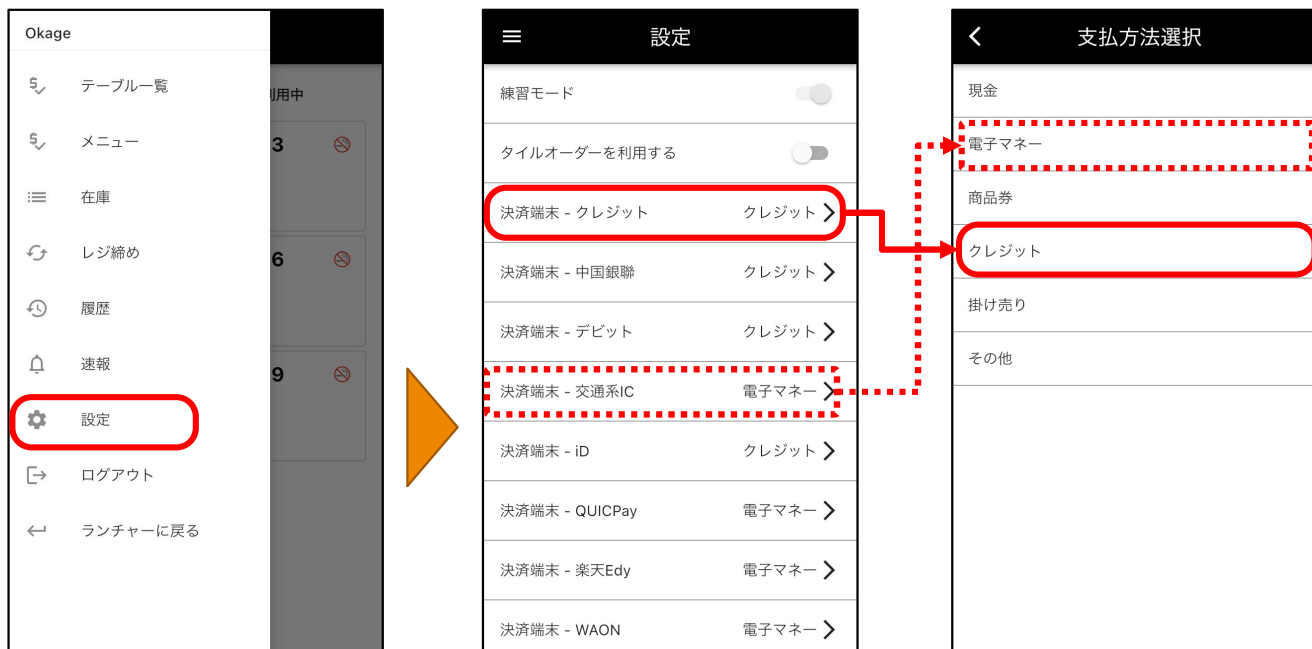 Okage
テーブル一覧
メニュー
在庫
レジ締め
履歴
速報
設定
ログアウト
ランチャーに戻る
用中
3
6
9
設定
練習モード
タイルオーダーを利用する
決済端末 - クレジット クレジット
決済端末 - 中国銀聯 クレジット
決済端末 - デビット クレジット
決済端末 - 交通系IC 電子マネー
決済端末 - iD クレジット
決済端末 - QUICPay 電子マネー
決済端末 - 楽天Edy 電子マネー
決済端末 - WAON 電子マネー
支払方法選択
現金
電子マネー
商品券
クレジット
掛け売り
その他